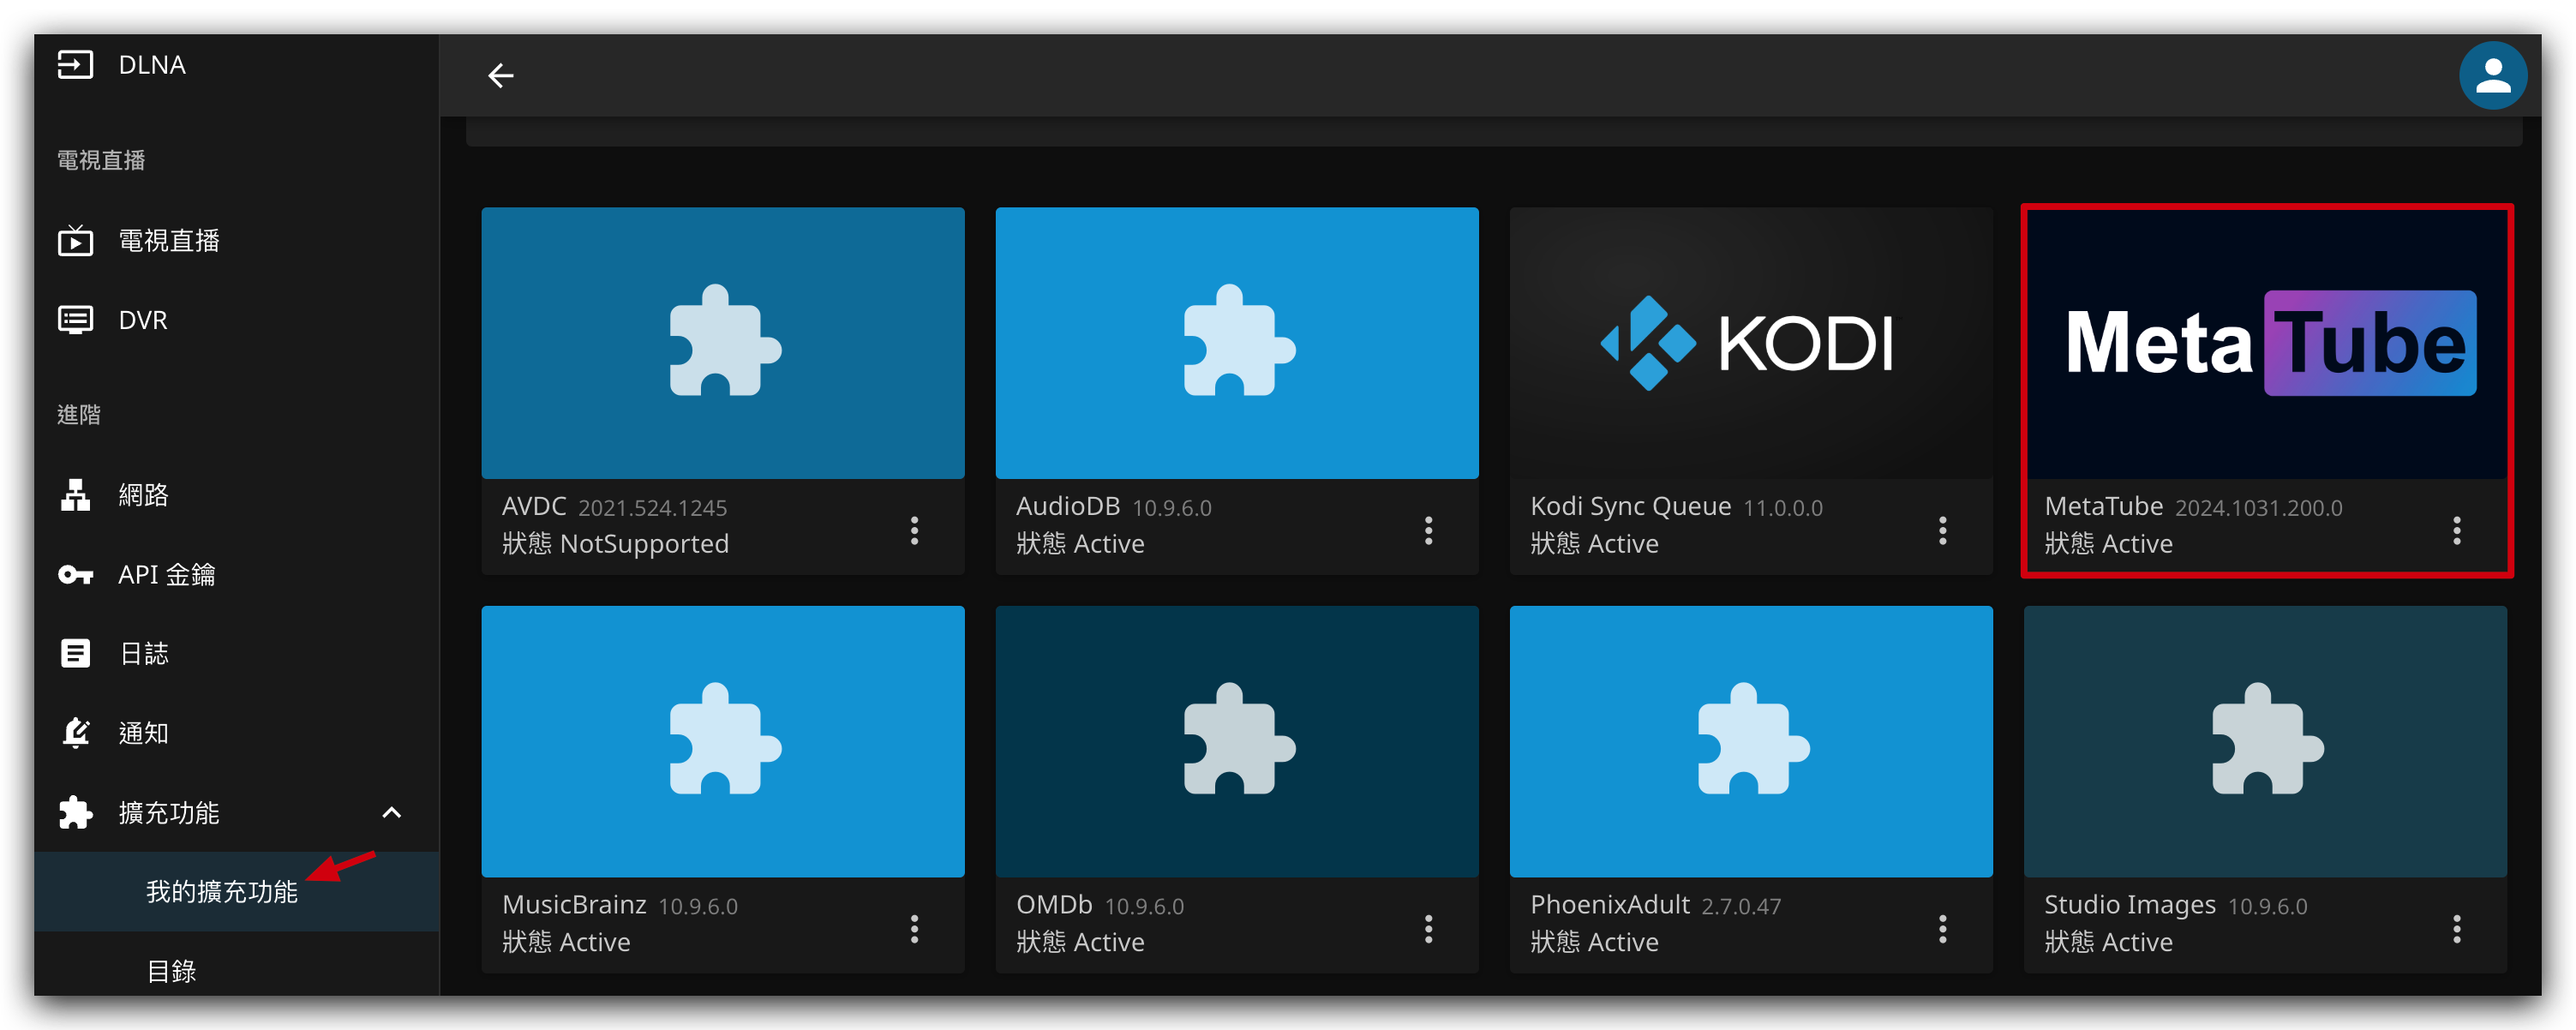 DLNA
電視直播
電視直播
DVR
進階
網路
API 金鑰
日誌
通知
擴充功能
我的擴充功能
目錄
KODI
Meta Tube
AVDC 2021.524.1245
狀態 NotSupported
AudioDB 10.9.6.0
狀態 Active
Kodi Sync Queue 11.0.0.0
狀態 Active
MetaTube 2024.1031.200.0
狀態 Active
MusicBrainz 10.9.6.0
狀態 Active
OMDb 10.9.6.0
狀態 Active
PhoenixAdult 2.7.0.47
狀態 Active
Studio Images 10.9.6.0
狀態 Active